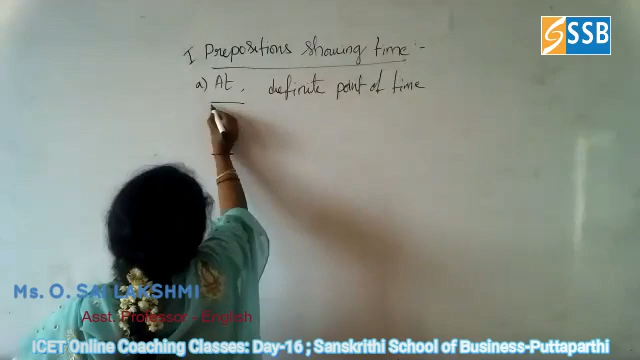 SSB
I Prepositions showing time :-
a) At, definite point of time
Ms. O. SAI LAKSHMI
Asst. Professor - English
ICET Online Coaching Classes: Day-16 ; Sanskrithi School of Business-Puttaparthi